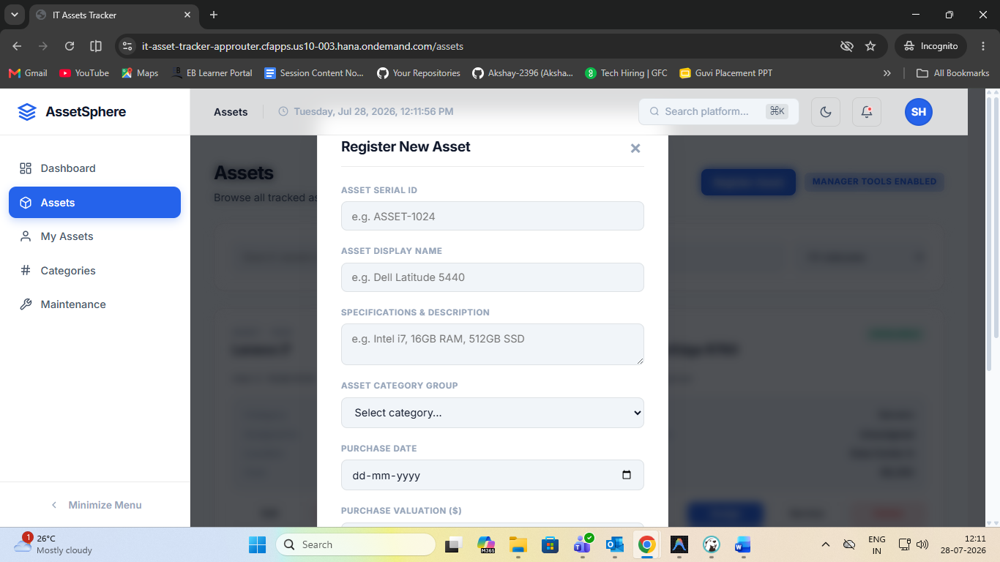 IT Assets Tracker
it-asset-tracker-approuter.cfapps.us10-003.hana.ondemand.com/assets
Incognito
Gmail
YouTube
Maps
EB Learner Portal
Session Content No...
Your Repositories
Akshay-2396 (Aksha...
Tech Hiring | GFC
Guvi Placement PPT
All Bookmarks
AssetSphere
Assets
Tuesday, Jul 28, 2026, 12:11:56 PM
Search platform...
⌘K
SH
Dashboard
Assets
My Assets
Categories
Maintenance
Minimize Menu
Assets
Browse all tracked as
MANAGER TOOLS ENABLED
Register New Asset
ASSET SERIAL ID
e.g. ASSET-1024
ASSET DISPLAY NAME
e.g. Dell Latitude 5440
SPECIFICATIONS & DESCRIPTION
e.g. Intel i7, 16GB RAM, 512GB SSD
ASSET CATEGORY GROUP
Select category...
PURCHASE DATE
dd-mm-yyyy
PURCHASE VALUATION ($)
1
26°C
Mostly cloudy
Search
M365
ENG
IN
12:11
28-07-2026